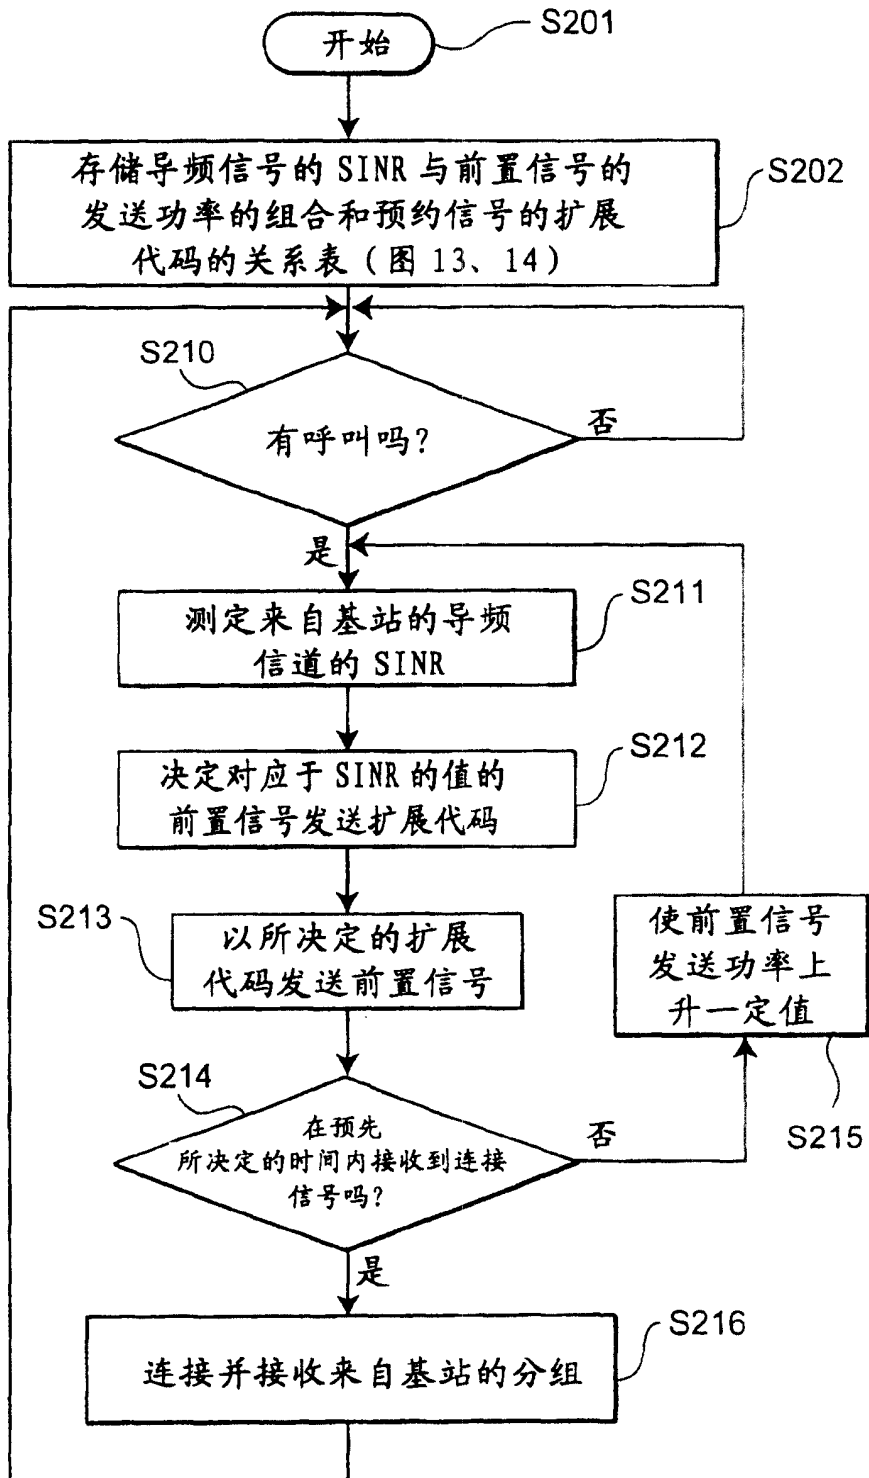 开始
S201
存储导频信号的 SINR 与前置信号的
发送功率的组合和预约信号的扩展
代码的关系表 ( 图 13、14 )
S202
S210
有呼叫吗?
否
是
测定来自基站的导频
信道的 SINR
S211
决定对应于 SINR 的值的
前置信号发送扩展代码
S212
S213
以所决定的扩展
代码发送前置信号
使前置信号
发送功率上
升一定值
S215
S214
在预先
所决定的时间内接收到连接
信号吗?
否
是
连接并接收来自基站的分组
S216